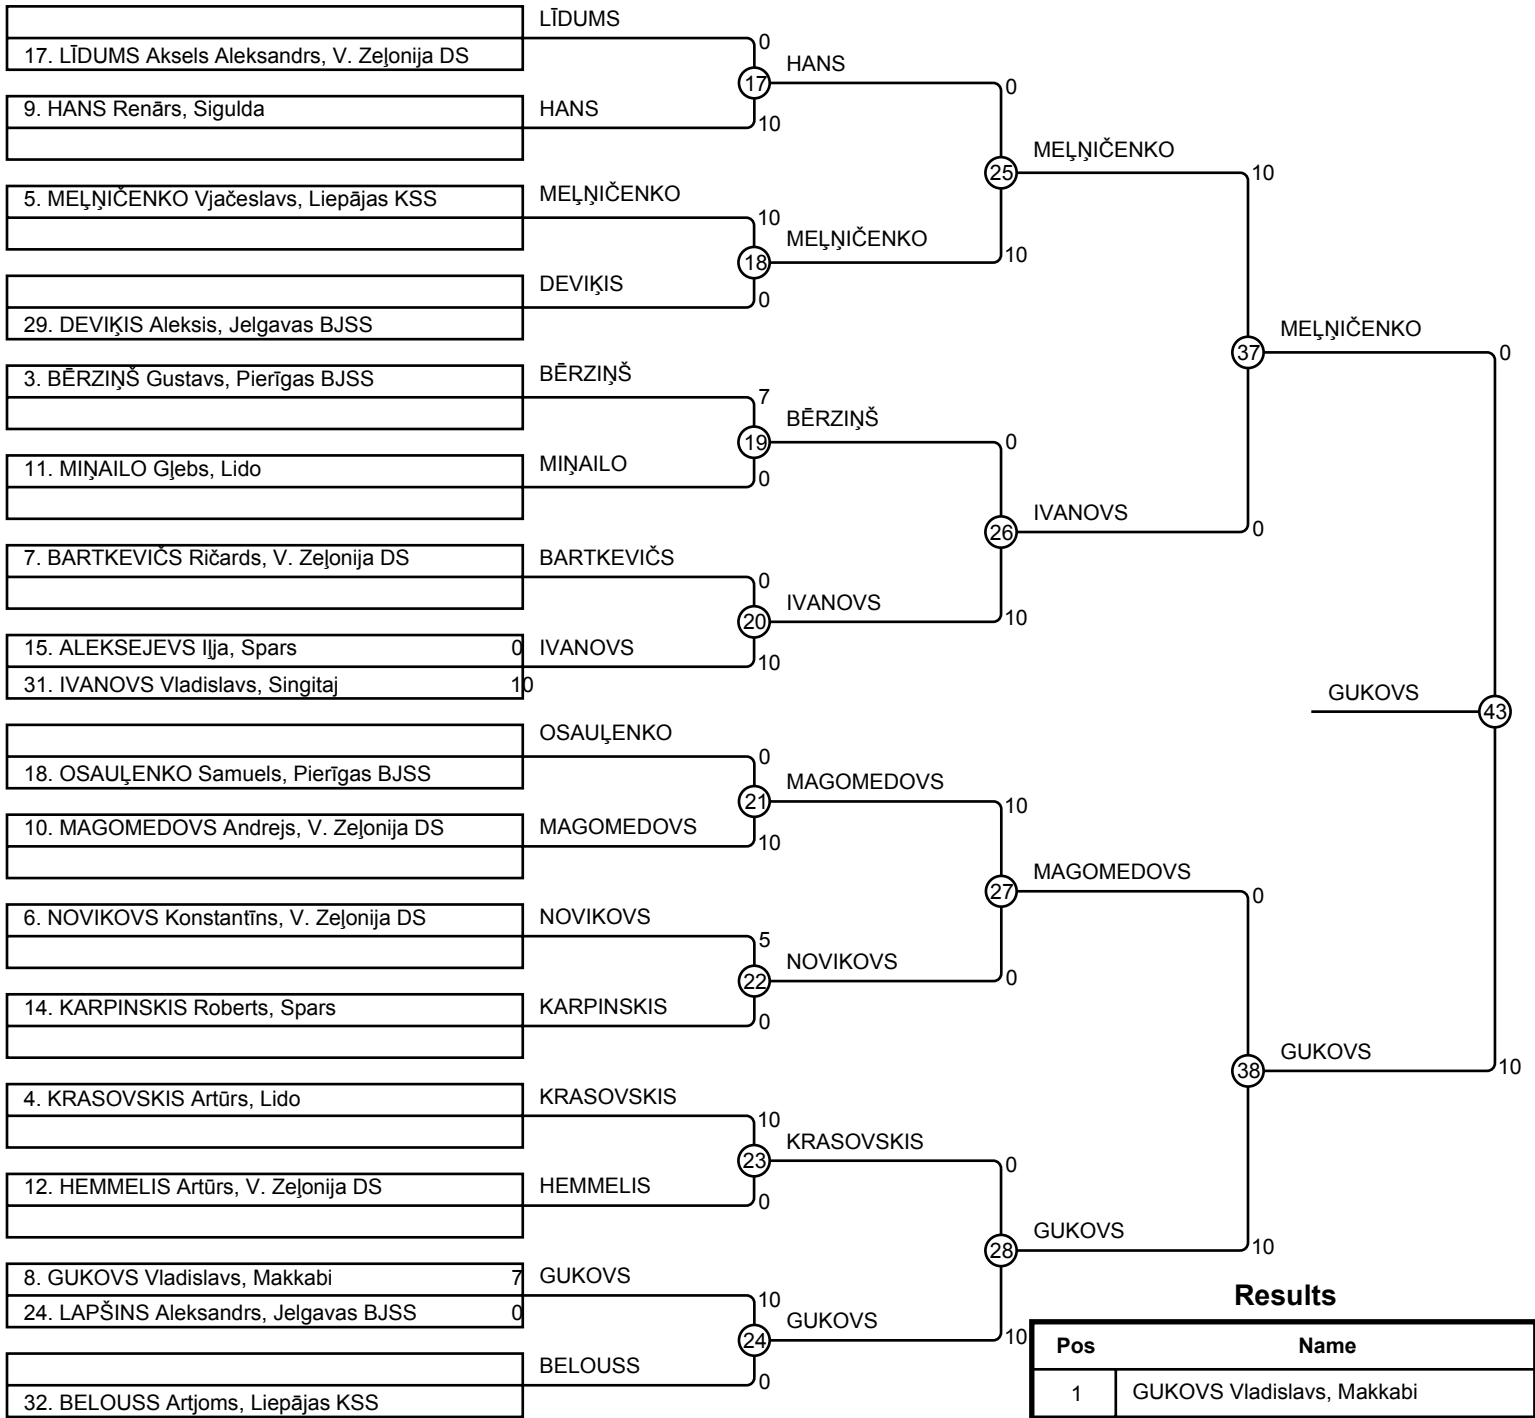 LĪDUMS
17. LĪDUMS Aksels Aleksandrs, V. Zeļonija DS
0
17
HANS
0
9. HANS Renārs, Sigulda
HANS
10
25
MEĻŅIČENKO
10
5. MEĻŅIČENKO Vjačeslavs, Liepājas KSS
MEĻŅIČENKO
10
18
MEĻŅIČENKO
10
DEVIĶIS
0
29. DEVIĶIS Aleksis, Jelgavas BJSS
37
MEĻŅIČENKO
0
3. BĒRZIŅŠ Gustavs, Pierīgas BJSS
BĒRZIŅŠ
7
19
BĒRZIŅŠ
0
11. MIŅAILO Gļebs, Lido
MIŅAILO
0
26
IVANOVS
0
7. BARTKEVIČS Ričards, V. Zeļonija DS
BARTKEVIČS
0
20
IVANOVS
10
15. ALEKSEJEVS Iļja, Spars 0
IVANOVS
10
31. IVANOVS Vladislavs, Singitaj 10
GUKOVS
43
OSAUĻENKO
0
18. OSAUĻENKO Samuels, Pierīgas BJSS
21
MAGOMEDOVS
10
10. MAGOMEDOVS Andrejs, V. Zeļonija DS
MAGOMEDOVS
10
27
MAGOMEDOVS
0
6. NOVIKOVS Konstantīns, V. Zeļonija DS
NOVIKOVS
5
22
NOVIKOVS
0
14. KARPINSKIS Roberts, Spars
KARPINSKIS
0
38
GUKOVS
10
4. KRASOVSKIS Artūrs, Lido
KRASOVSKIS
10
23
KRASOVSKIS
0
12. HEMMELIS Artūrs, V. Zeļonija DS
HEMMELIS
0
28
GUKOVS
10
8. GUKOVS Vladislavs, Makkabi 7
GUKOVS
10
24. LAPŠINS Aleksandrs, Jelgavas BJSS 0
24
GUKOVS
10
BELOUSS
0
32. BELOUSS Artjoms, Liepājas KSS
Results
Pos Name
1 GUKOVS Vladislavs, Makkabi